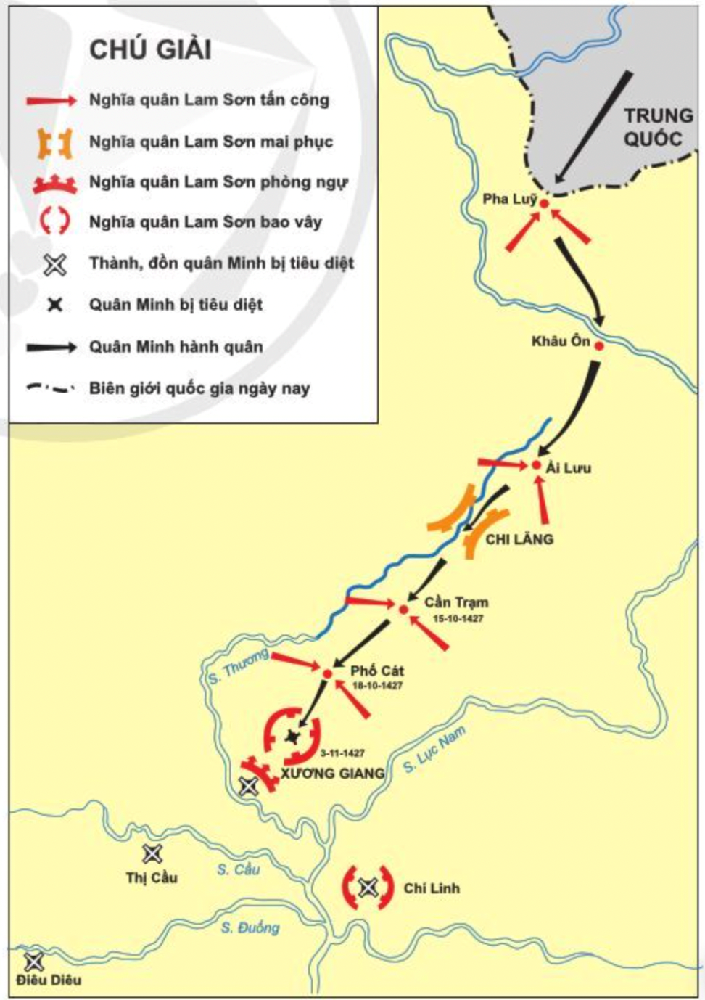 CHÚ GIẢI
Nghĩa quân Lam Sơn tấn công
Nghĩa quân Lam Sơn mai phục
Nghĩa quân Lam Sơn phòng ngự
Nghĩa quân Lam Sơn bao vây
Thành, đồn quân Minh bị tiêu diệt
Quân Minh bị tiêu diệt
Quân Minh hành quân
Biên giới quốc gia ngày nay
TRUNG
QUỐC
Pha Luỹ
Khâu Ôn
Ải Lưu
CHI LĂNG
Cần Trạm
15-10-1427
S. Thương
Phố Cát
18-10-1427
3-11-1427
XƯƠNG GIANG
S. Lục Nam
Thị Cầu
S. Cầu
Chí Linh
S. Đuống
Điêu Diêu